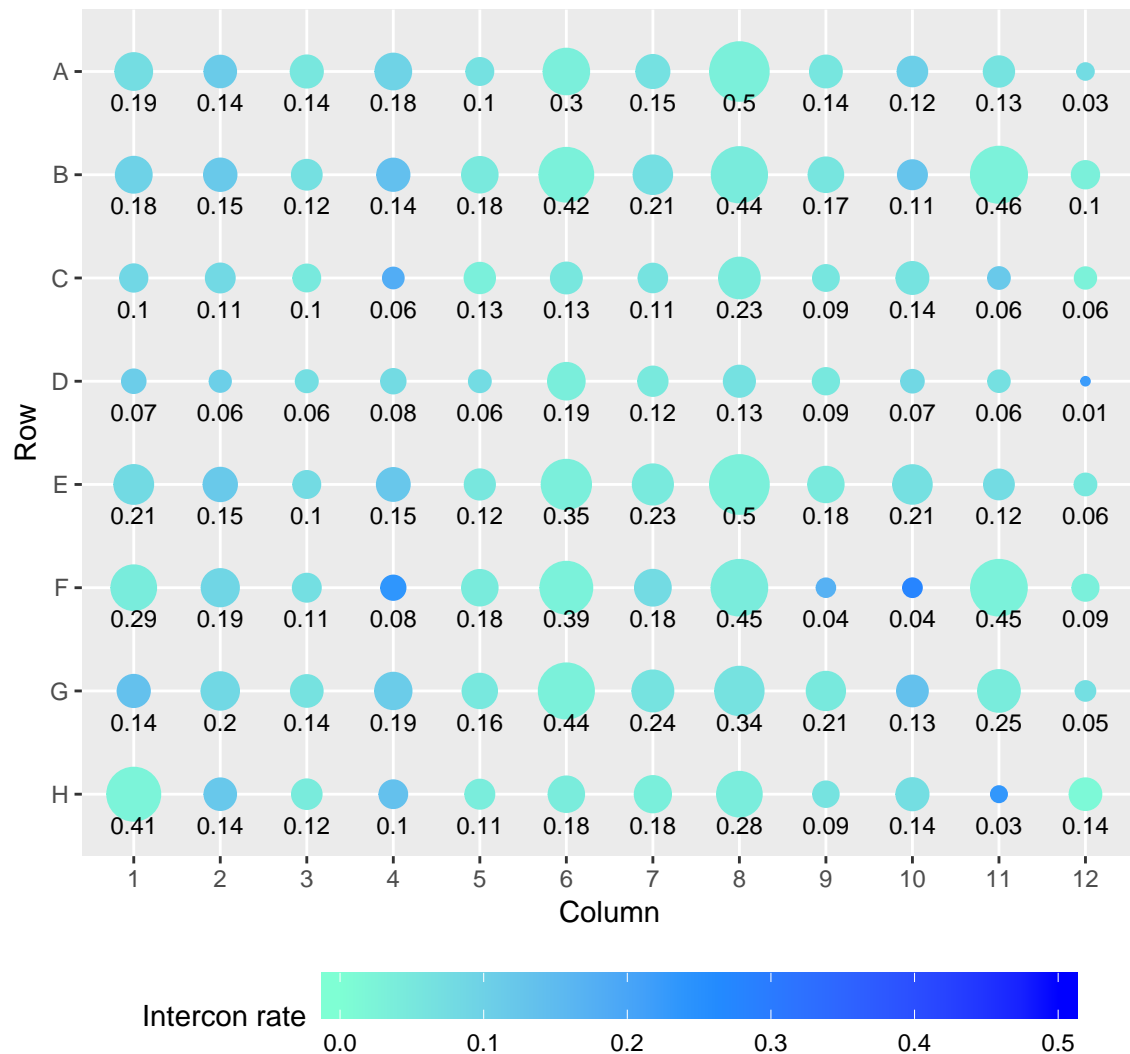 A
0.19 0.14 0.14 0.18 0.1 0.3 0.15 0.5 0.14 0.12 0.13 0.03
B
0.18 0.15 0.12 0.14 0.18 0.42 0.21 0.44 0.17 0.11 0.46 0.1
C
0.1 0.11 0.1 0.06 0.13 0.13 0.11 0.23 0.09 0.14 0.06 0.06
D
0.07 0.06 0.06 0.08 0.06 0.19 0.12 0.13 0.09 0.07 0.06 0.01
Row
E
0.21 0.15 0.1 0.15 0.12 0.35 0.23 0.5 0.18 0.21 0.12 0.06
F
0.29 0.19 0.11 0.08 0.18 0.39 0.18 0.45 0.04 0.04 0.45 0.09
G
0.14 0.2 0.14 0.19 0.16 0.44 0.24 0.34 0.21 0.13 0.25 0.05
H
0.41 0.14 0.12 0.1 0.11 0.18 0.18 0.28 0.09 0.14 0.03 0.14
1 2 3 4 5 6 7 8 9 10 11 12
Column
Intercon rate
0.0 0.1 0.2 0.3 0.4 0.5